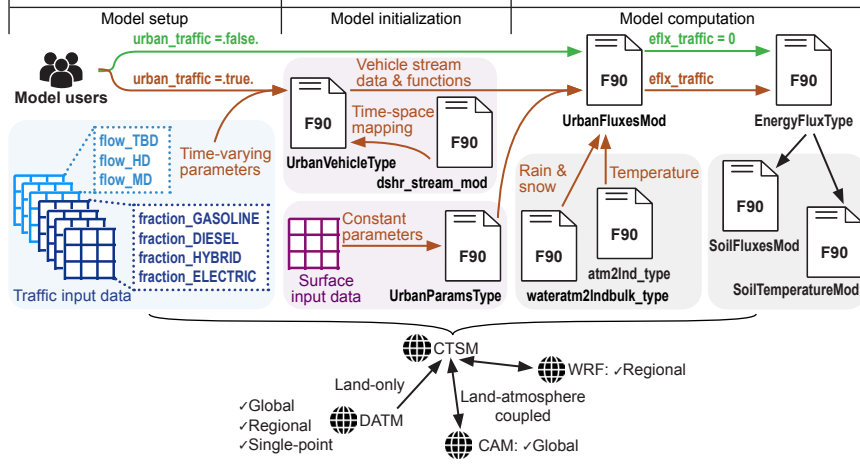 Model setup
Model initialization
Model computation
urban_traffic =.false.
eflx_traffic = 0
urban_traffic =.true.
Vehicle stream
data & functions
eflx_traffic
Model users
F90
F90
F90
UrbanFluxesMod
EnergyFluxType
Time-space
mapping
F90
UrbanVehicleType
dshr_stream_mod
flow_TBD
flow_HD
flow_MD
Time-varying
parameters
fraction_GASOLINE
fraction_DIESEL
fraction_HYBRID
fraction_ELECTRIC
Traffic input data
Constant
parameters
Surface
input data
F90
UrbanParamsType
Rain &
snow
Temperature
F90
F90
atm2lnd_type
wateratm2lndbulk_type
F90
SoilFluxesMod
F90
SoilTemperatureMod
CTSM
Land-only
WRF: ✓Regional
Land-atmosphere
coupled
✓Global
✓Regional
✓Single-point
DATM
CAM: ✓Global